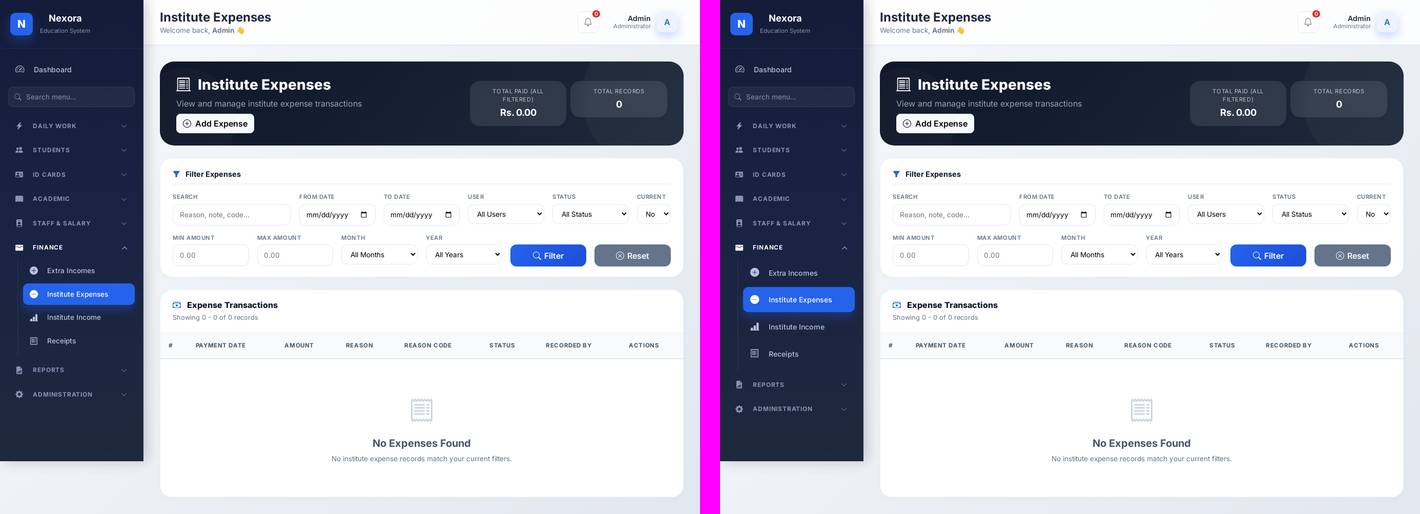 N
Nexora
Education System
Dashboard
Search menu...
DAILY WORK
STUDENTS
ID CARDS
ACADEMIC
STAFF & SALARY
FINANCE
Extra Incomes
Institute Expenses
Institute Income
Receipts
REPORTS
ADMINISTRATION
Institute Expenses
Welcome back, Admin 👋
0
Admin
Administrator
A
Institute Expenses
View and manage institute expense transactions
Add Expense
TOTAL PAID (ALL
FILTERED)
Rs. 0.00
TOTAL RECORDS
0
Filter Expenses
SEARCH
FROM DATE
TO DATE
USER
STATUS
CURRENT
Reason, note, code...
mm/dd/yyyy
mm/dd/yyyy
All Users
All Status
No
MIN AMOUNT
MAX AMOUNT
MONTH
YEAR
0.00
0.00
All Months
All Years
Filter
Reset
Expense Transactions
Showing 0 - 0 of 0 records
# PAYMENT DATE AMOUNT REASON REASON CODE STATUS RECORDED BY ACTIONS
No Expenses Found
No institute expense records match your current filters.
N
Nexora
Education System
Dashboard
Search menu...
DAILY WORK
STUDENTS
ID CARDS
ACADEMIC
STAFF & SALARY
FINANCE
Extra Incomes
Institute Expenses
Institute Income
Receipts
REPORTS
ADMINISTRATION
Institute Expenses
Welcome back, Admin 👋
0
Admin
Administrator
A
Institute Expenses
View and manage institute expense transactions
Add Expense
TOTAL PAID (ALL
FILTERED)
Rs. 0.00
TOTAL RECORDS
0
Filter Expenses
SEARCH
FROM DATE
TO DATE
USER
STATUS
CURRENT
Reason, note, code...
mm/dd/yyyy
mm/dd/yyyy
All Users
All Status
No
MIN AMOUNT
MAX AMOUNT
MONTH
YEAR
0.00
0.00
All Months
All Years
Filter
Reset
Expense Transactions
Showing 0 - 0 of 0 records
# PAYMENT DATE AMOUNT REASON REASON CODE STATUS RECORDED BY ACTIONS
No Expenses Found
No institute expense records match your current filters.